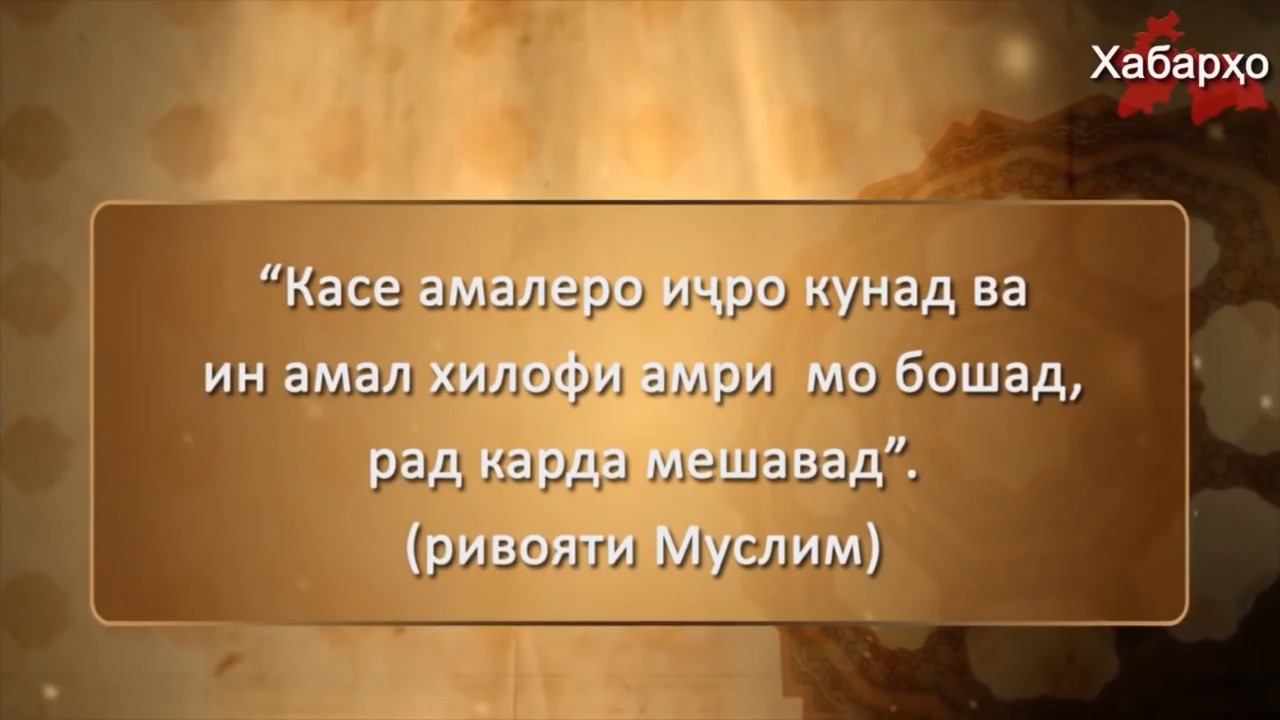 Хабарҳо
“Касе амалеро иҷро кунад ва
ин амал хилофи амри мо бошад,
рад карда мешавад”.
(ривояти Муслим)